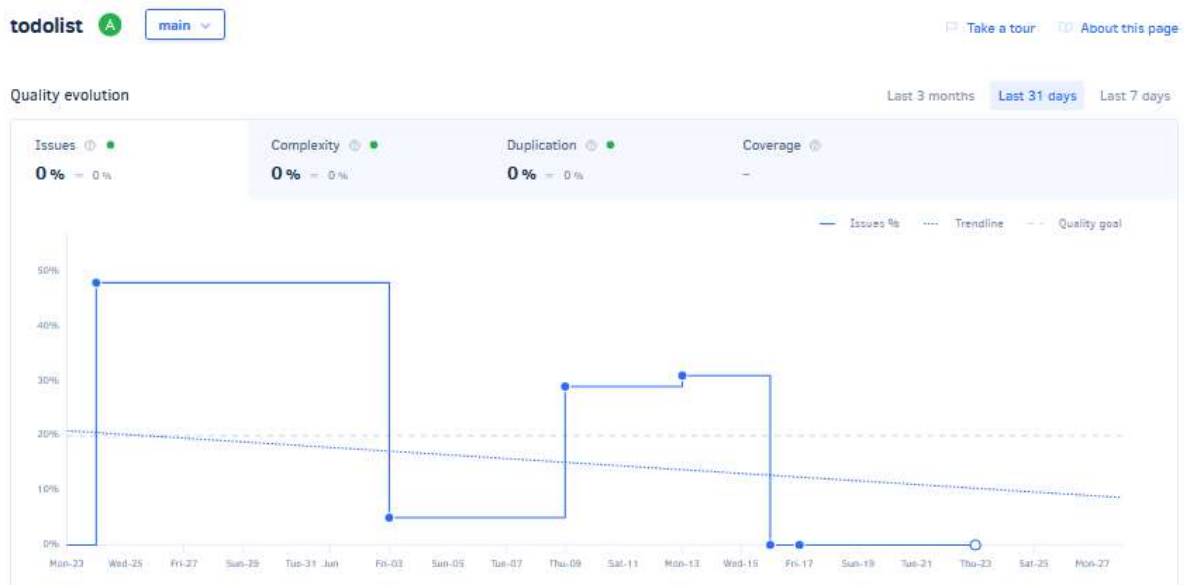 todolist A main
Take a tour About this page
Quality evolution
Last 3 months Last 31 days Last 7 days
Issues Complexity Duplication Coverage
0% = 0% 0% = 0% 0% = 0% –
Issues % Trendline Quality goal
50%
40%
30%
20%
10%
0%
Mon-23 Wed-25 Fri-27 Sun-29 Tue-31 Jun Fri-03 Sun-05 Tue-07 Thu-09 Sat-11 Mon-13 Wed-15 Fri-17 Sun-19 Tue-21 Thu-23 Sat-25 Mon-27